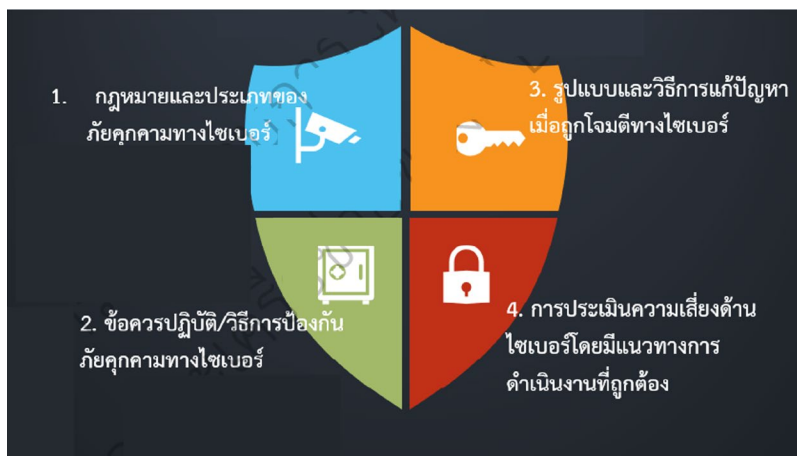 1. กฎหมายและประเภทของ
ภัยคุกคามทางไซเบอร์
2. ข้อควรปฏิบัติ/วิธีการป้องกัน
ภัยคุกคามทางไซเบอร์
3. รูปแบบและวิธีการแก้ปัญหา
เมื่อถูกโจมตีทางไซเบอร์
4. การประเมินความเสี่ยงด้าน
ไซเบอร์โดยมีแนวทางการ
ดำเนินงานที่ถูกต้อง